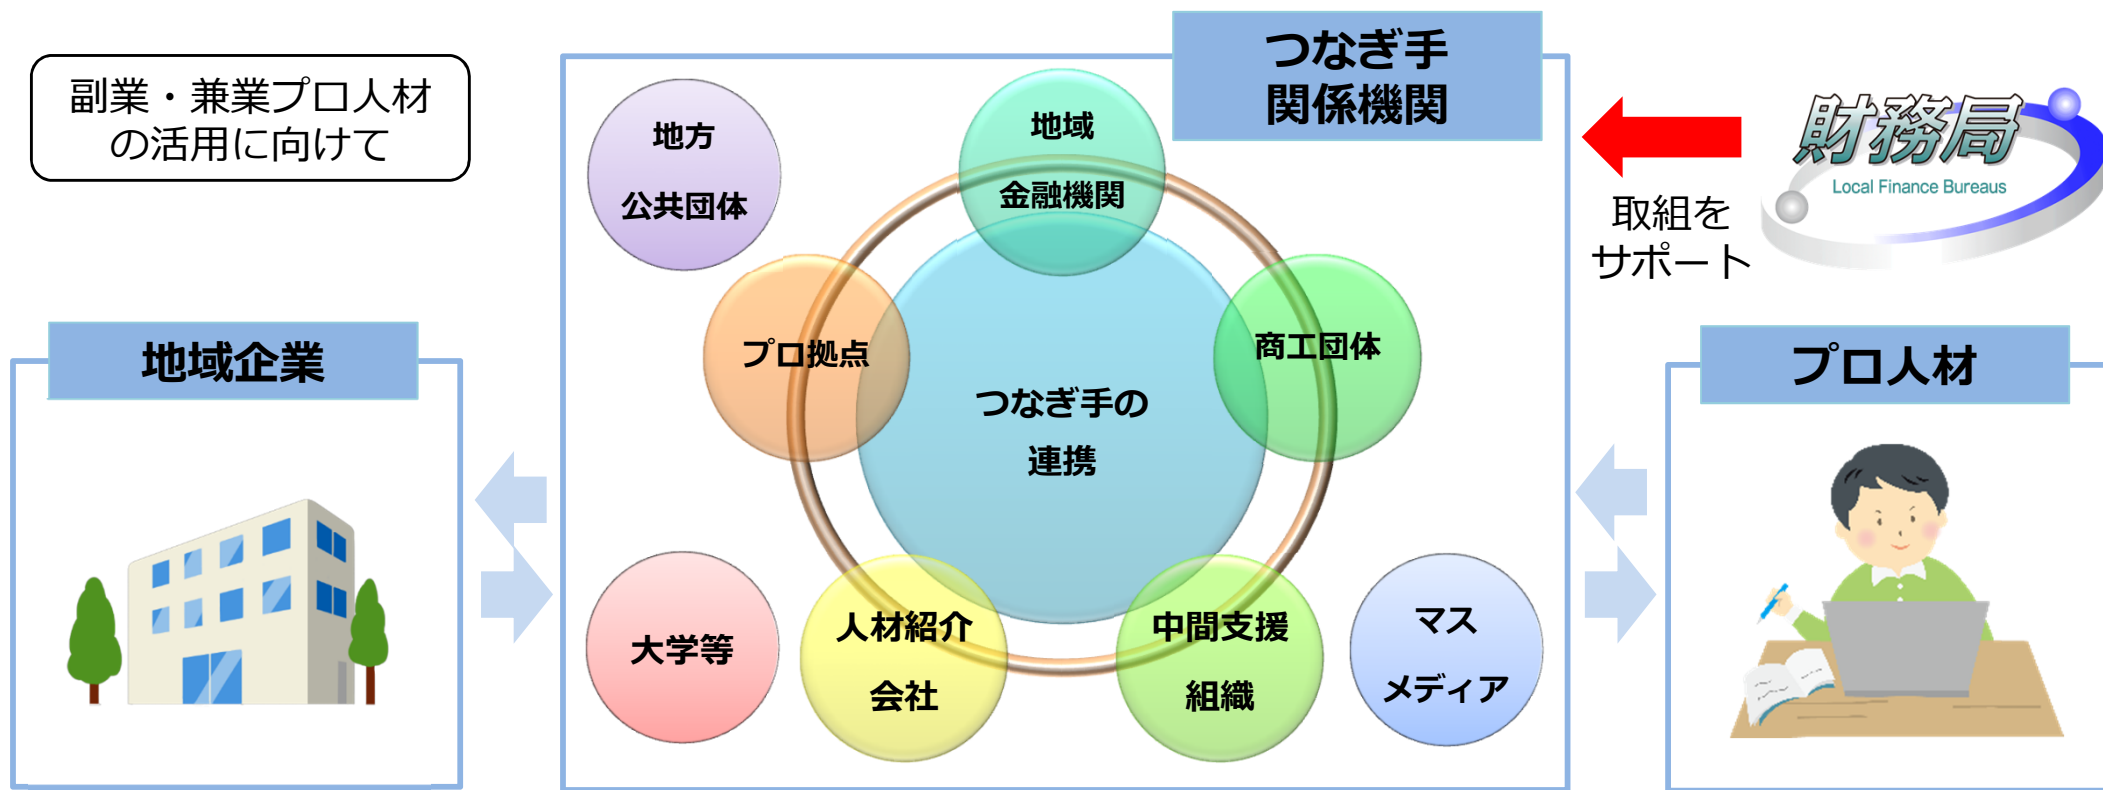 副業・兼業プロ人材
の活用に向けて
つなぎ手
関係機関
地方
公共団体
地域
金融機関
財務局
Local Finance Bureaus
取組を
サポート
地域企業
プロ拠点
商工団体
プロ人材
つなぎ手の
連携
大学等
人材紹介
会社
中間支援
組織
マス
メディア